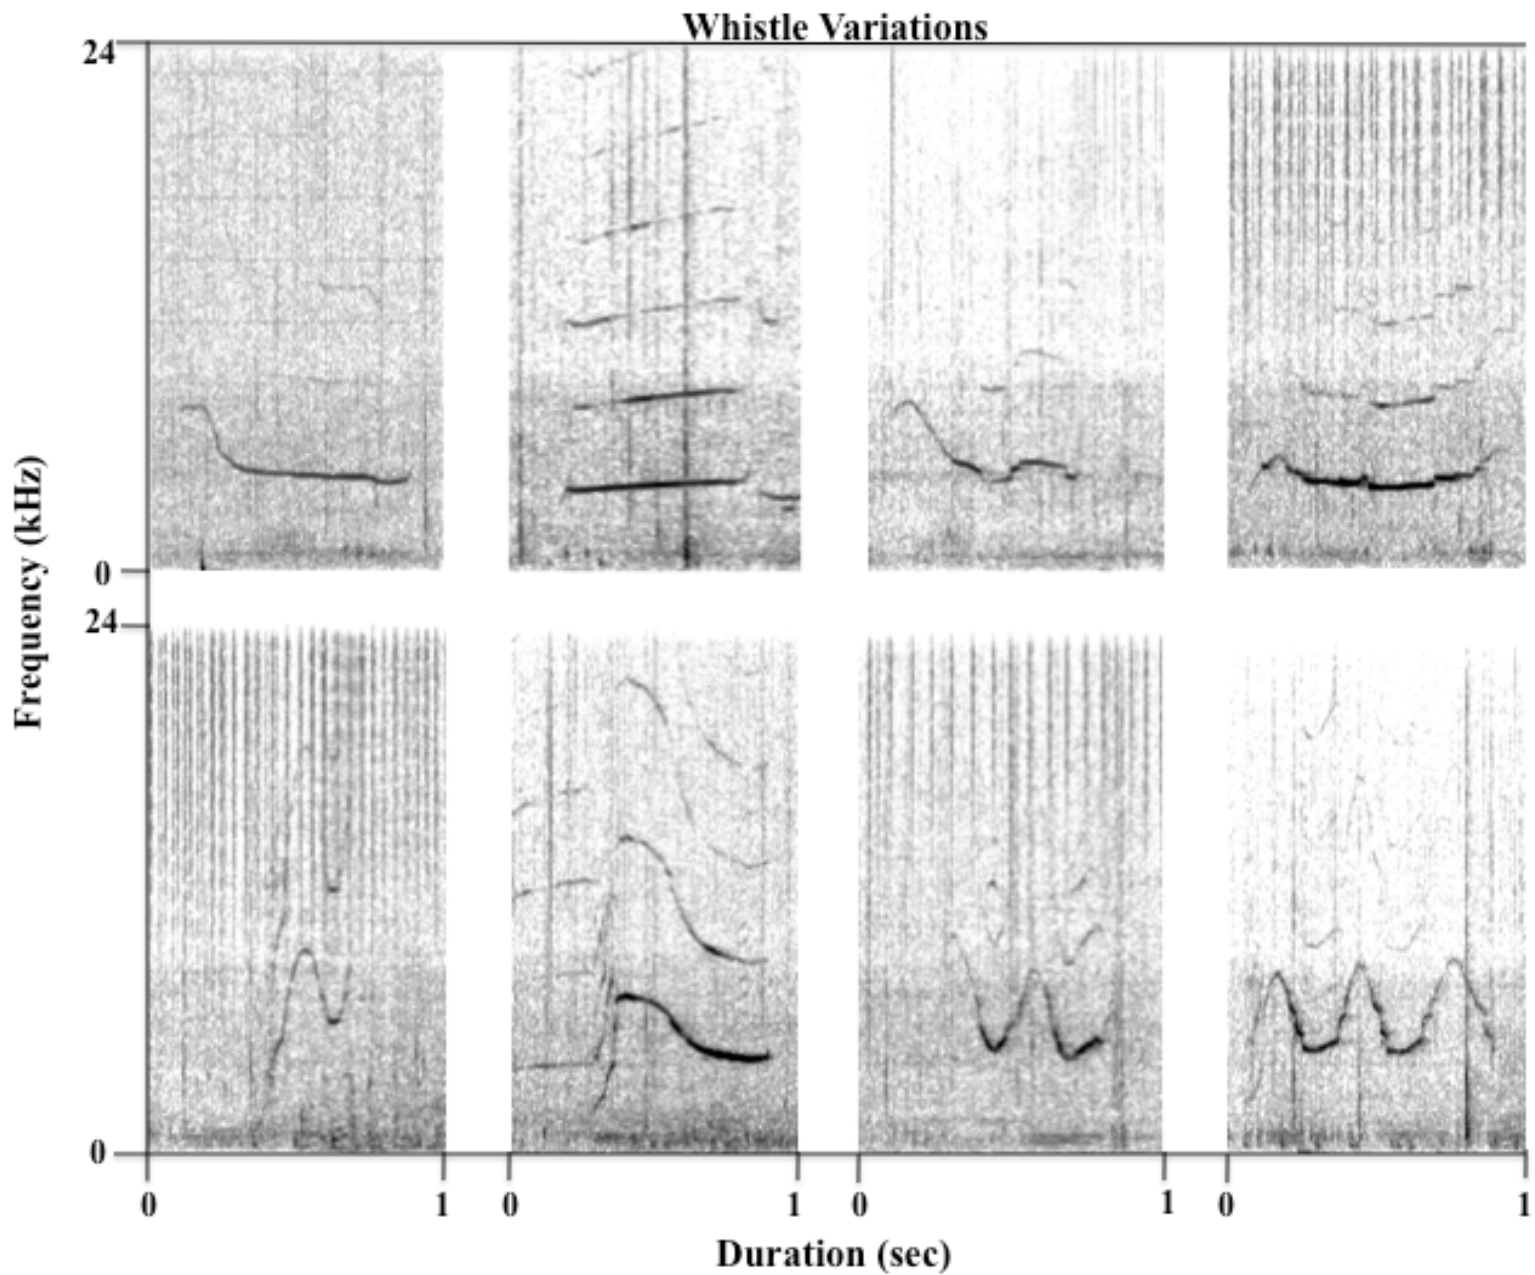 Whistle Variations
24
0
24
0
Frequency (kHz)
0 1 0 1 0 1 0 1
Duration (sec)